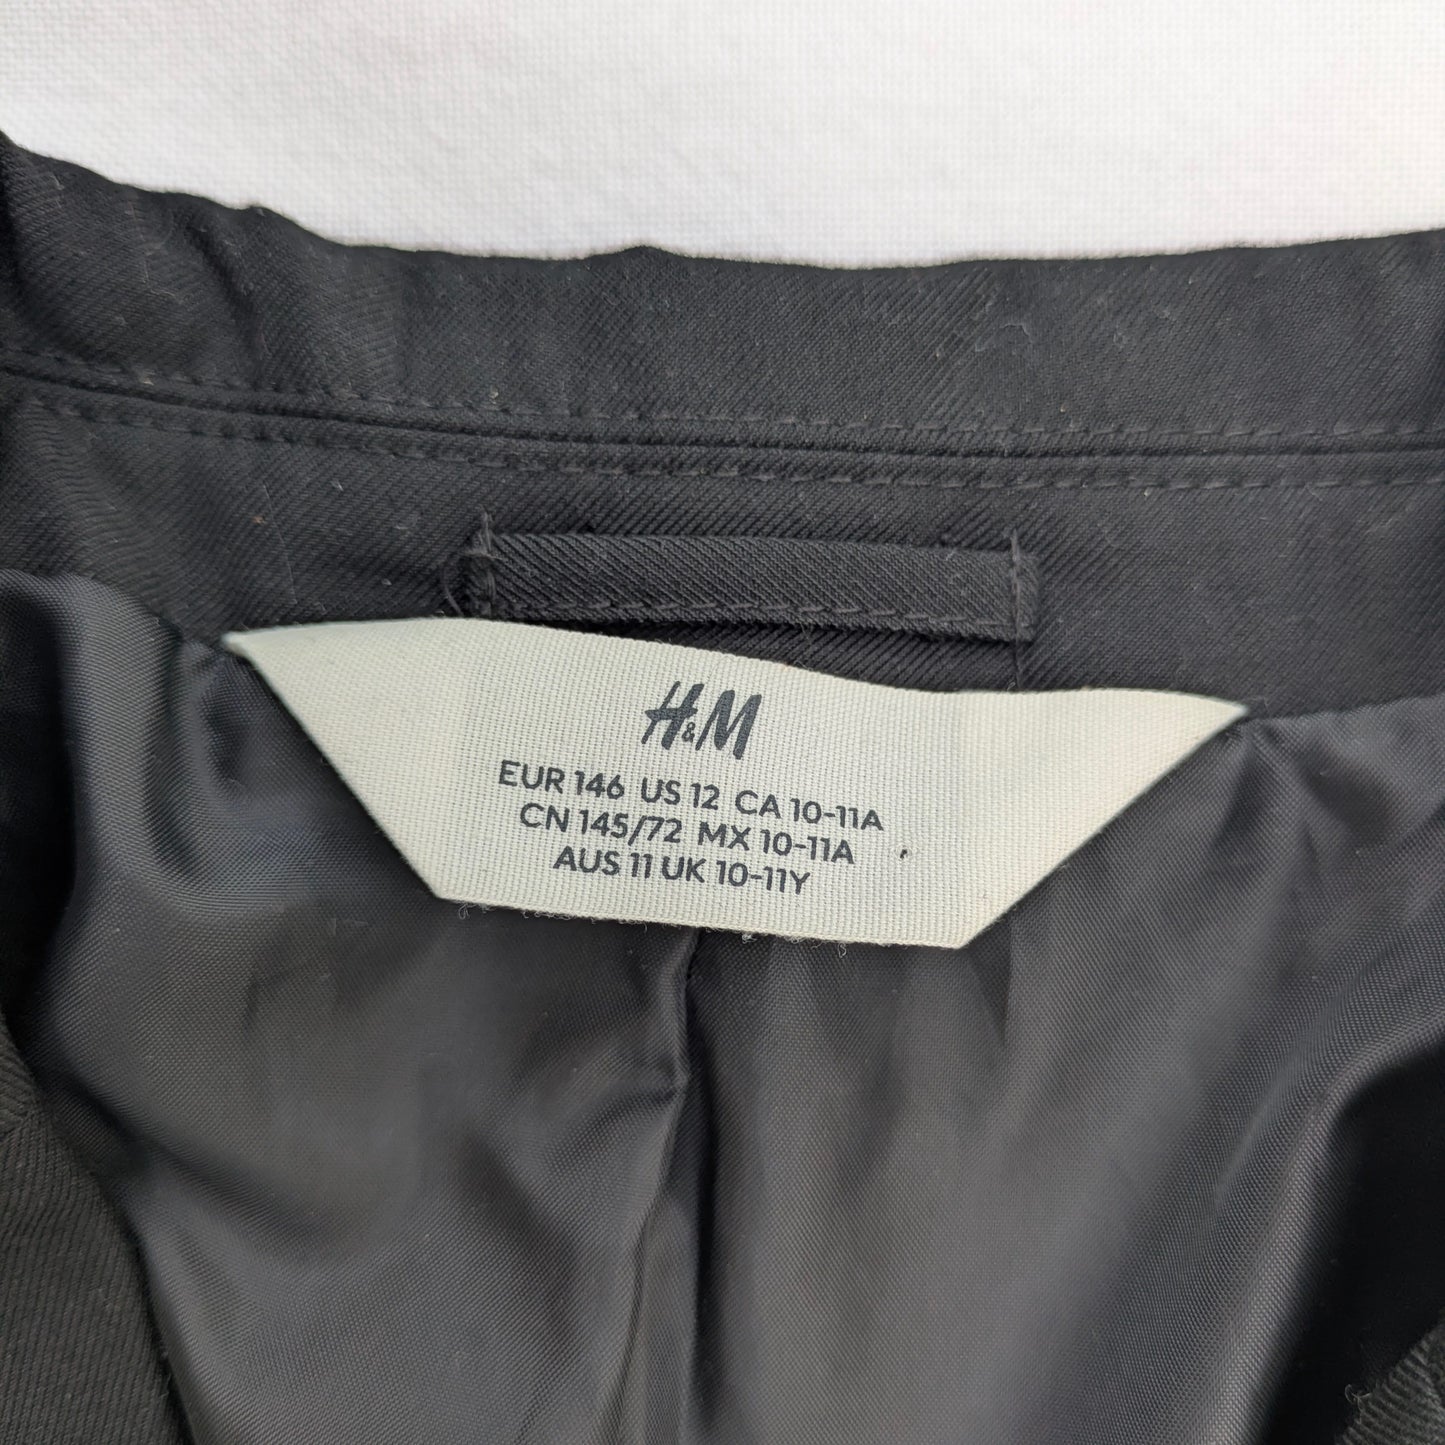 H&M
EUR 146 US 12 CA 10-11A
CN 145/72 MX 10-11A
AUS 11 UK 10-11Y